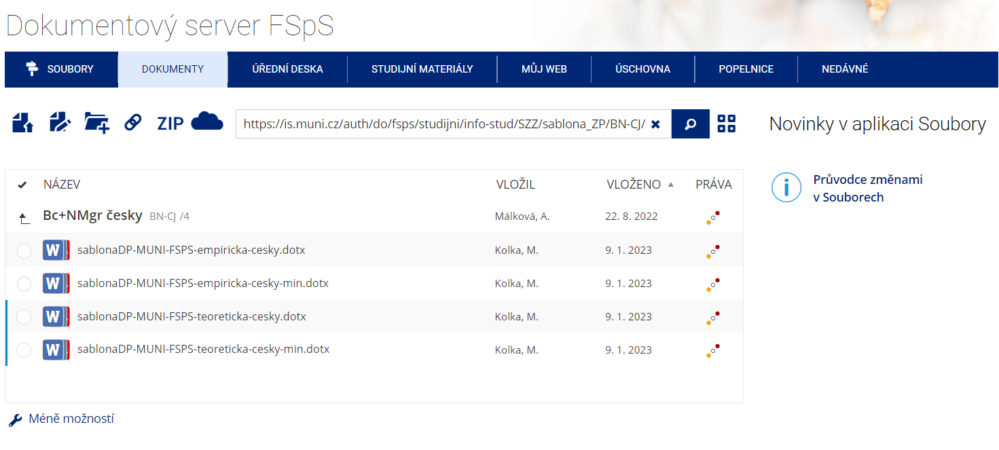 Dokumentový server FSpS
SOUBORY DOKUMENTY ÚŘEDNÍ DESKA STUDIJNÍ MATERIÁLY MŮJ WEB ÚSCHOVNA POPELNICE NEDÁVNÉ
ZIP https://is.muni.cz/auth/do/fsps/studijni/info-stud/SZZ/sablona_ZP/BN-CJ/ Novinky v aplikaci Soubory
Průvodce změnami
v Souborech
NÁZEV VLOŽIL VLOŽENO PRÁVA
Bc+NMgr česky BN-CJ /4 Málková, A. 22. 8. 2022
W sablonaDP-MUNI-FSPS-empiricka-cesky.dotx Kolka, M. 9. 1. 2023
W sablonaDP-MUNI-FSPS-empiricka-cesky-min.dotx Kolka, M. 9. 1. 2023
W sablonaDP-MUNI-FSPS-teoreticka-cesky.dotx Kolka, M. 9. 1. 2023
W sablonaDP-MUNI-FSPS-teoreticka-cesky-min.dotx Kolka, M. 9. 1. 2023
Méně možností